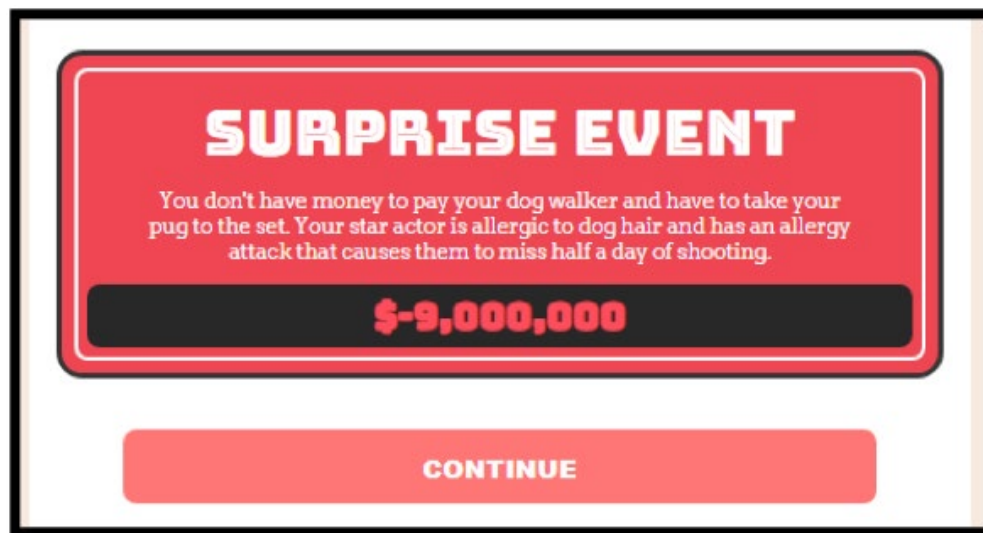 SURPRISE EVENT
You don't have money to pay your dog walker and have to take your
pug to the set. Your star actor is allergic to dog hair and has an allergy
attack that causes them to miss half a day of shooting.
$-9,000,000
CONTINUE